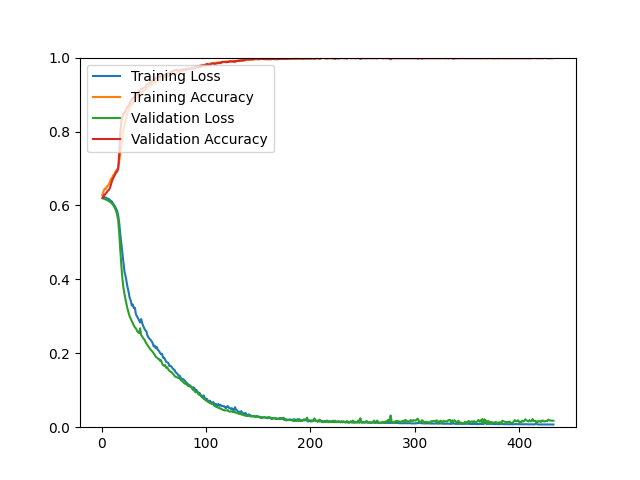 1.0
0.8
0.6
0.4
0.2
0.0
Training Loss
Training Accuracy
Validation Loss
Validation Accuracy
0 100 200 300 400